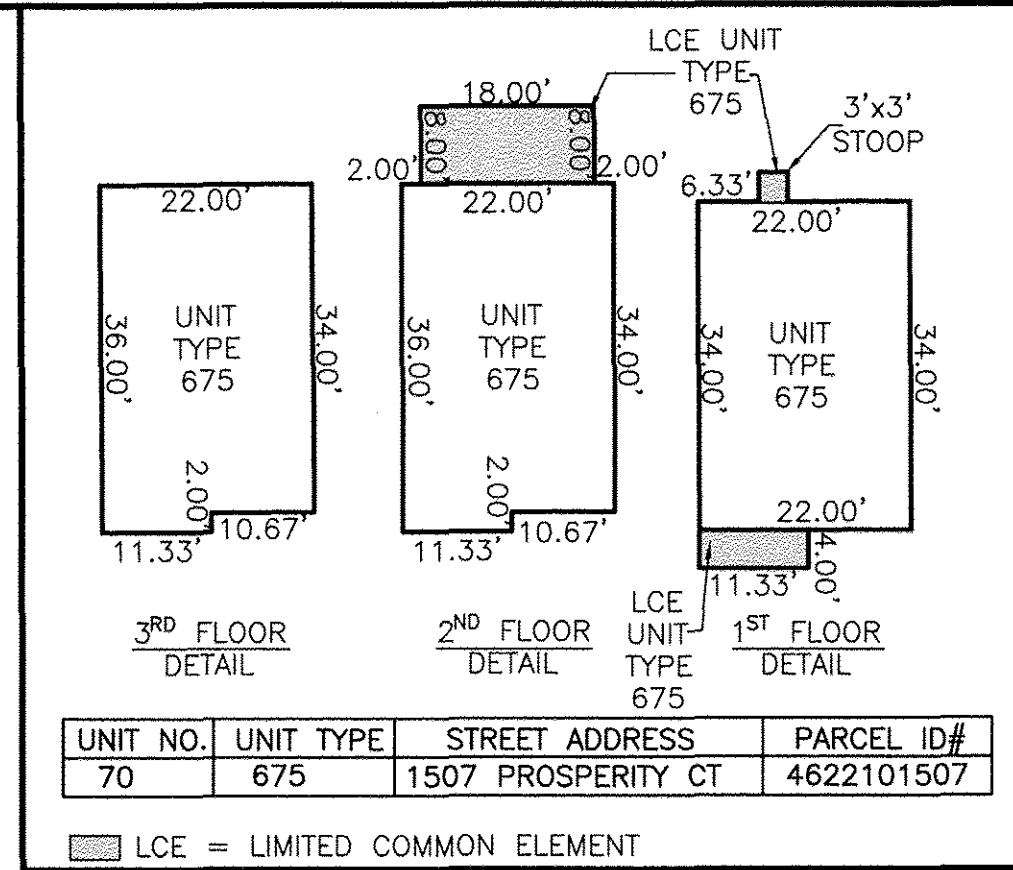 LCE UNIT
TYPE
675
3'x3'
STOOP
18.00'
8.00'
8.00'
2.00'
2.00'
6.33'
22.00'
22.00'
22.00'
UNIT
TYPE
675
UNIT
TYPE
675
UNIT
TYPE
675
36.00'
34.00'
36.00'
34.00'
34.00'
34.00'
2.00'
10.67'
11.33'
2.00'
10.67'
11.33'
22.00'
11.33'
4.00'
LCE
UNIT
TYPE
675
3RD FLOOR
DETAIL
2ND FLOOR
DETAIL
1ST FLOOR
DETAIL
UNIT NO. UNIT TYPE STREET ADDRESS PARCEL ID#
70 675 1507 PROSPERITY CT 4622101507
LCE = LIMITED COMMON ELEMENT